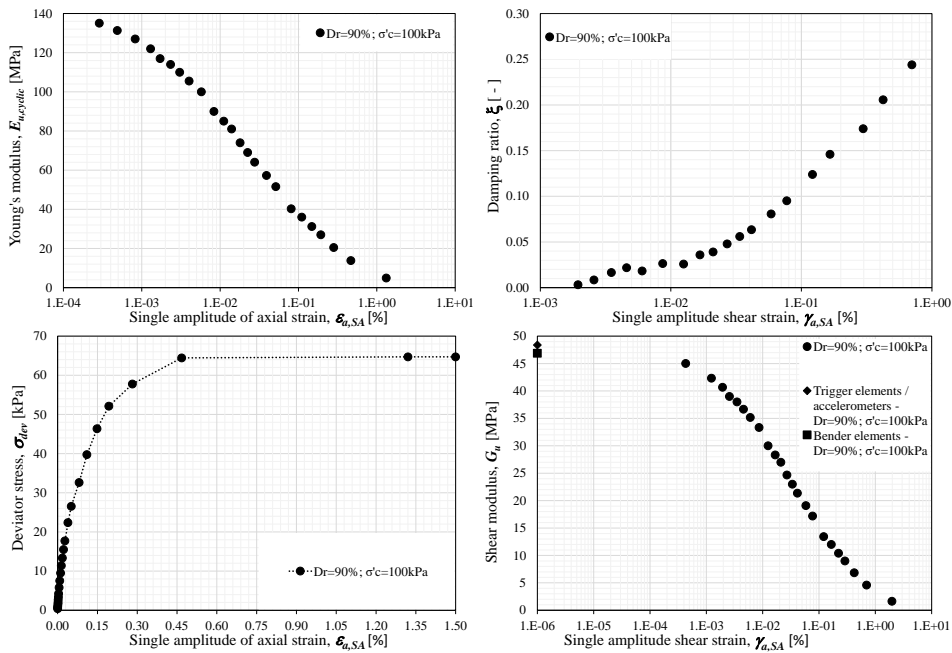 Young's modulus, E_u,cyclic [MPa]
140
120
100
80
60
40
20
0
Dr=90%; σ'c=100kPa
1.E-04 1.E-03 1.E-02 1.E-01 1.E+00 1.E+01
Single amplitude of axial strain, ε_a,SA [%]
Damping ratio, ξ [ - ]
0.30
0.25
0.20
0.15
0.10
0.05
0.00
Dr=90%; σ'c=100kPa
1.E-03 1.E-02 1.E-01 1.E+00
Single amplitude shear strain, γ_a,SA [%]
Deviator stress, σ_dev [kPa]
70
60
50
40
30
20
10
0
Dr=90%; σ'c=100kPa
0.00 0.15 0.30 0.45 0.60 0.75 0.90 1.05 1.20 1.35 1.50
Single amplitude of axial strain, ε_a,SA [%]
Shear modulus, G_u [MPa]
50
45
40
35
30
25
20
15
10
5
0
Dr=90%; σ'c=100kPa
Trigger elements /
accelerometers -
Dr=90%; σ'c=100kPa
Bender elements -
Dr=90%; σ'c=100kPa
1.E-06 1.E-05 1.E-04 1.E-03 1.E-02 1.E-01 1.E+00 1.E+01
Single amplitude shear strain, γ_a,SA [%]